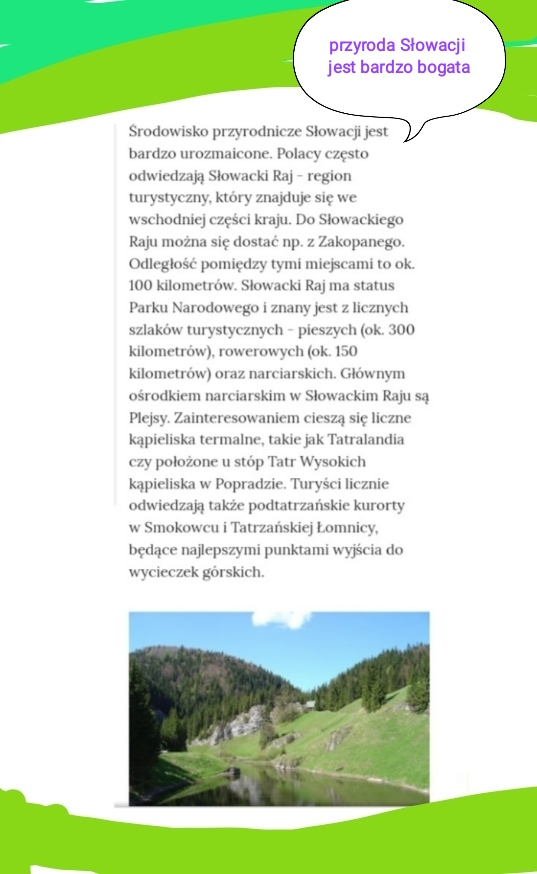 przyroda Słowacji
jest bardzo bogata
Środowisko przyrodnicze Słowacji jest
bardzo urozmaicone. Polacy często
odwiedzają Słowacki Raj - region
turystyczny, który znajduje się we
wschodniej części kraju. Do Słowackiego
Raju można się dostać np. z Zakopanego.
Odległość pomiędzy tymi miejscami to ok.
100 kilometrów. Słowacki Raj ma status
Parku Narodowego i znany jest z licznych
szlaków turystycznych - pieszych (ok. 300
kilometrów), rowerowych (ok. 150
kilometrów) oraz narciarskich. Głównym
ośrodkiem narciarskim w Słowackim Raju są
Plejsy. Zainteresowaniem cieszą się liczne
kąpieliska termalne, takie jak Tatralandia
czy położone u stóp Tatr Wysokich
kąpieliska w Popradzie. Turyści licznie
odwiedzają także podtatrzańskie kurorty
w Smokowcu i Tatrzańskiej Łomnicy,
będące najlepszymi punktami wyjścia do
wycieczek górskich.